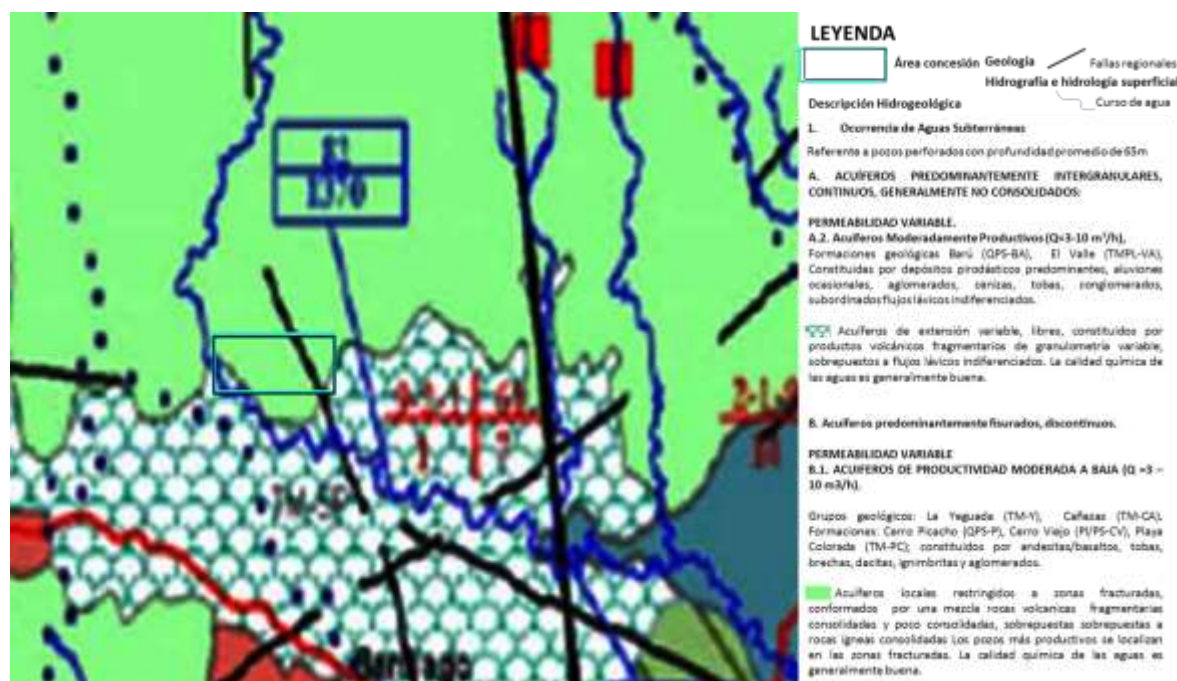 1370
TM-SP
Santiago
LEYENDA
Área concesión Geología Fallas regionales
Hidrografía e hidrología superficial
Descripción Hidrogeológica Curso de agua
1. Ocurrencia de Aguas Subterráneas
Referente a pozos perforados con profundidad promedio de 65m
A. ACUÍFEROS PREDOMINANTEMENTE INTERGRANULARES,
CONTINUOS, GENERALMENTE NO CONSOLIDADOS:
PERMEABILIDAD VARIABLE.
A.2. Acuíferos Moderadamente Productivos (Q=3-10 m³/h),
Formaciones geológicas Barú (QPS-BA), El Valle (TMPL-VA),
Constituidas por depósitos piroclásticos predominantes, aluviones
ocasionales, aglomerados, cenizas, tobas, conglomerados,
subordinados flujos lávicos indiferenciados.
Acuíferos de extensión variable, libres, constituidos por
productos volcánicos fragmentarios de granulometría variable,
sobrepuestos a flujos lávicos indiferenciados. La calidad química de
las aguas es generalmente buena.
B. Acuíferos predominantemente fisurados, discontinuos.
PERMEABILIDAD VARIABLE
B.1. ACUIFEROS DE PRODUCTIVIDAD MODERADA A BAJA (Q =3 –
10 m3/h).
Grupos geológicos: La Yeguada (TM-Y), Cañazas (TM-CA),
Formaciones: Cerro Picacho (QPS-P), Cerro Viejo (PI/PS-CV), Playa
Colorada (TM-PC); constituidos por andesitas/basaltos, tobas,
brechas, dacitas, ignimbritas y aglomerados.
Acuíferos locales restringidos a zonas fracturadas,
conformados por una mezcla rocas volcanicas fragmentarias
consolidadas y poco consolidadas, sobrepuestas sobrepuestas a
rocas ígneas consolidadas Los pozos más productivos se localizan
en las zonas fracturadas. La calidad química de las aguas es
generalmente buena.